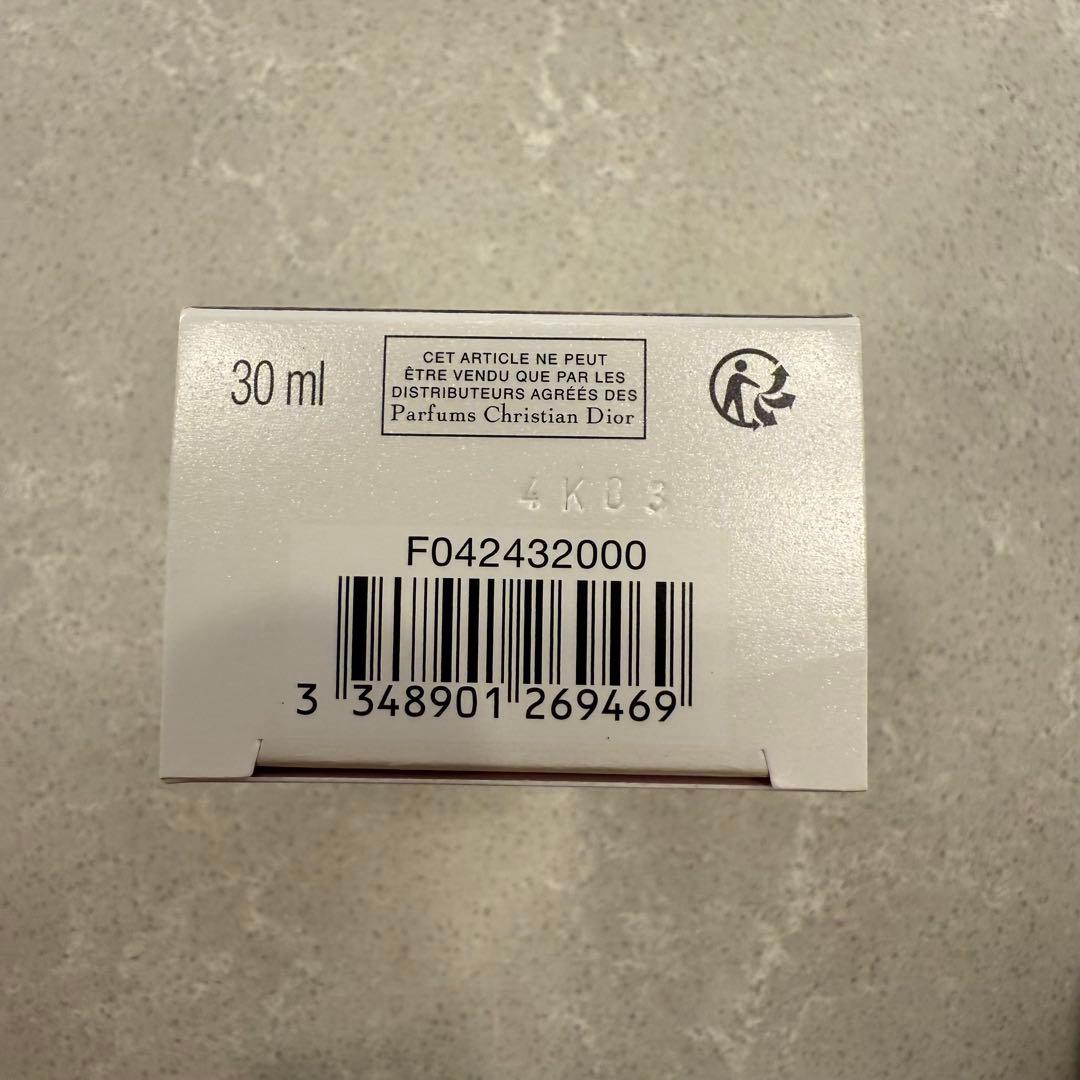 30 ml
CET ARTICLE NE PEUT
ÊTRE VENDU QUE PAR LES
DISTRIBUTEURS AGRÉÉS DES
Parfums Christian Dior
4K03
F042432000
3 348901 269469